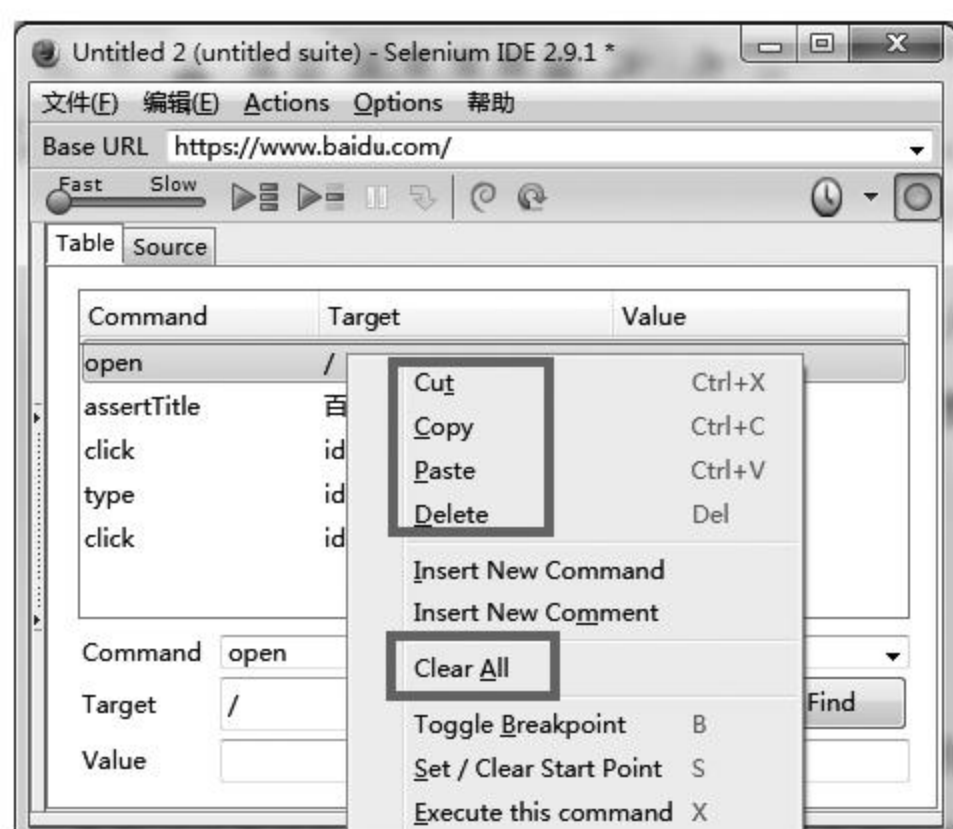 Untitled 2 (untitled suite) - Selenium IDE 2.9.1 *
文件(F) 编辑(E) Actions Options 帮助
Base URL https://www.baidu.com/
Fast Slow
Table Source
Command Target Value
open /
assertTitle 百
click id
type id
click id
Cut Ctrl+X
Copy Ctrl+C
Paste Ctrl+V
Delete Del
Insert New Command
Insert New Comment
Clear All
Toggle Breakpoint B
Set / Clear Start Point S
Execute this command X
Command open
Target / Find
Value